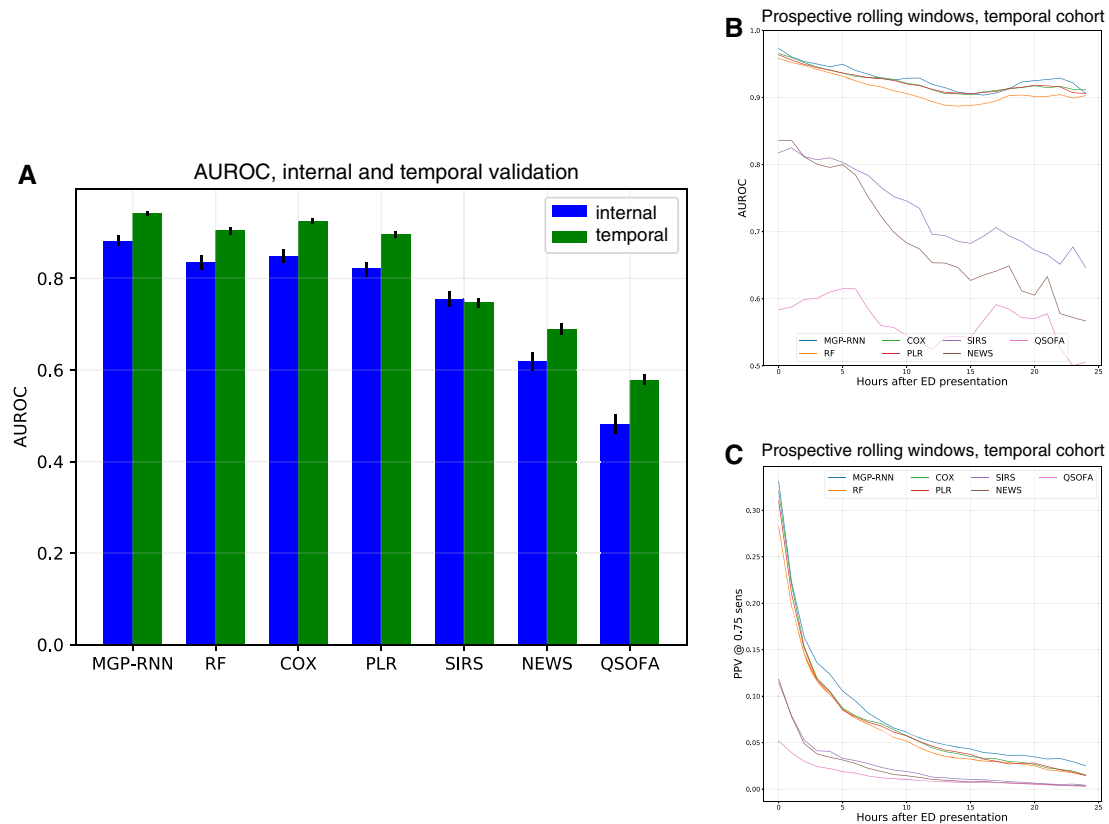 A
AUROC, internal and temporal validation
internal
temporal
AUROC
0.8
0.6
0.4
0.2
0.0
MGP-RNN RF COX PLR SIRS NEWS QSOFA
B
Prospective rolling windows, temporal cohort
AUROC
1.0
0.9
0.8
0.7
0.6
0.5
MGP-RNN COX SIRS QSOFA
RF PLR NEWS
0 5 10 15 20 25
Hours after ED presentation
C
Prospective rolling windows, temporal cohort
MGP-RNN COX SIRS QSOFA
RF PLR NEWS
PPV @ 0.75 sens
0.30
0.25
0.20
0.15
0.10
0.05
0.00
0 5 10 15 20 25
Hours after ED presentation